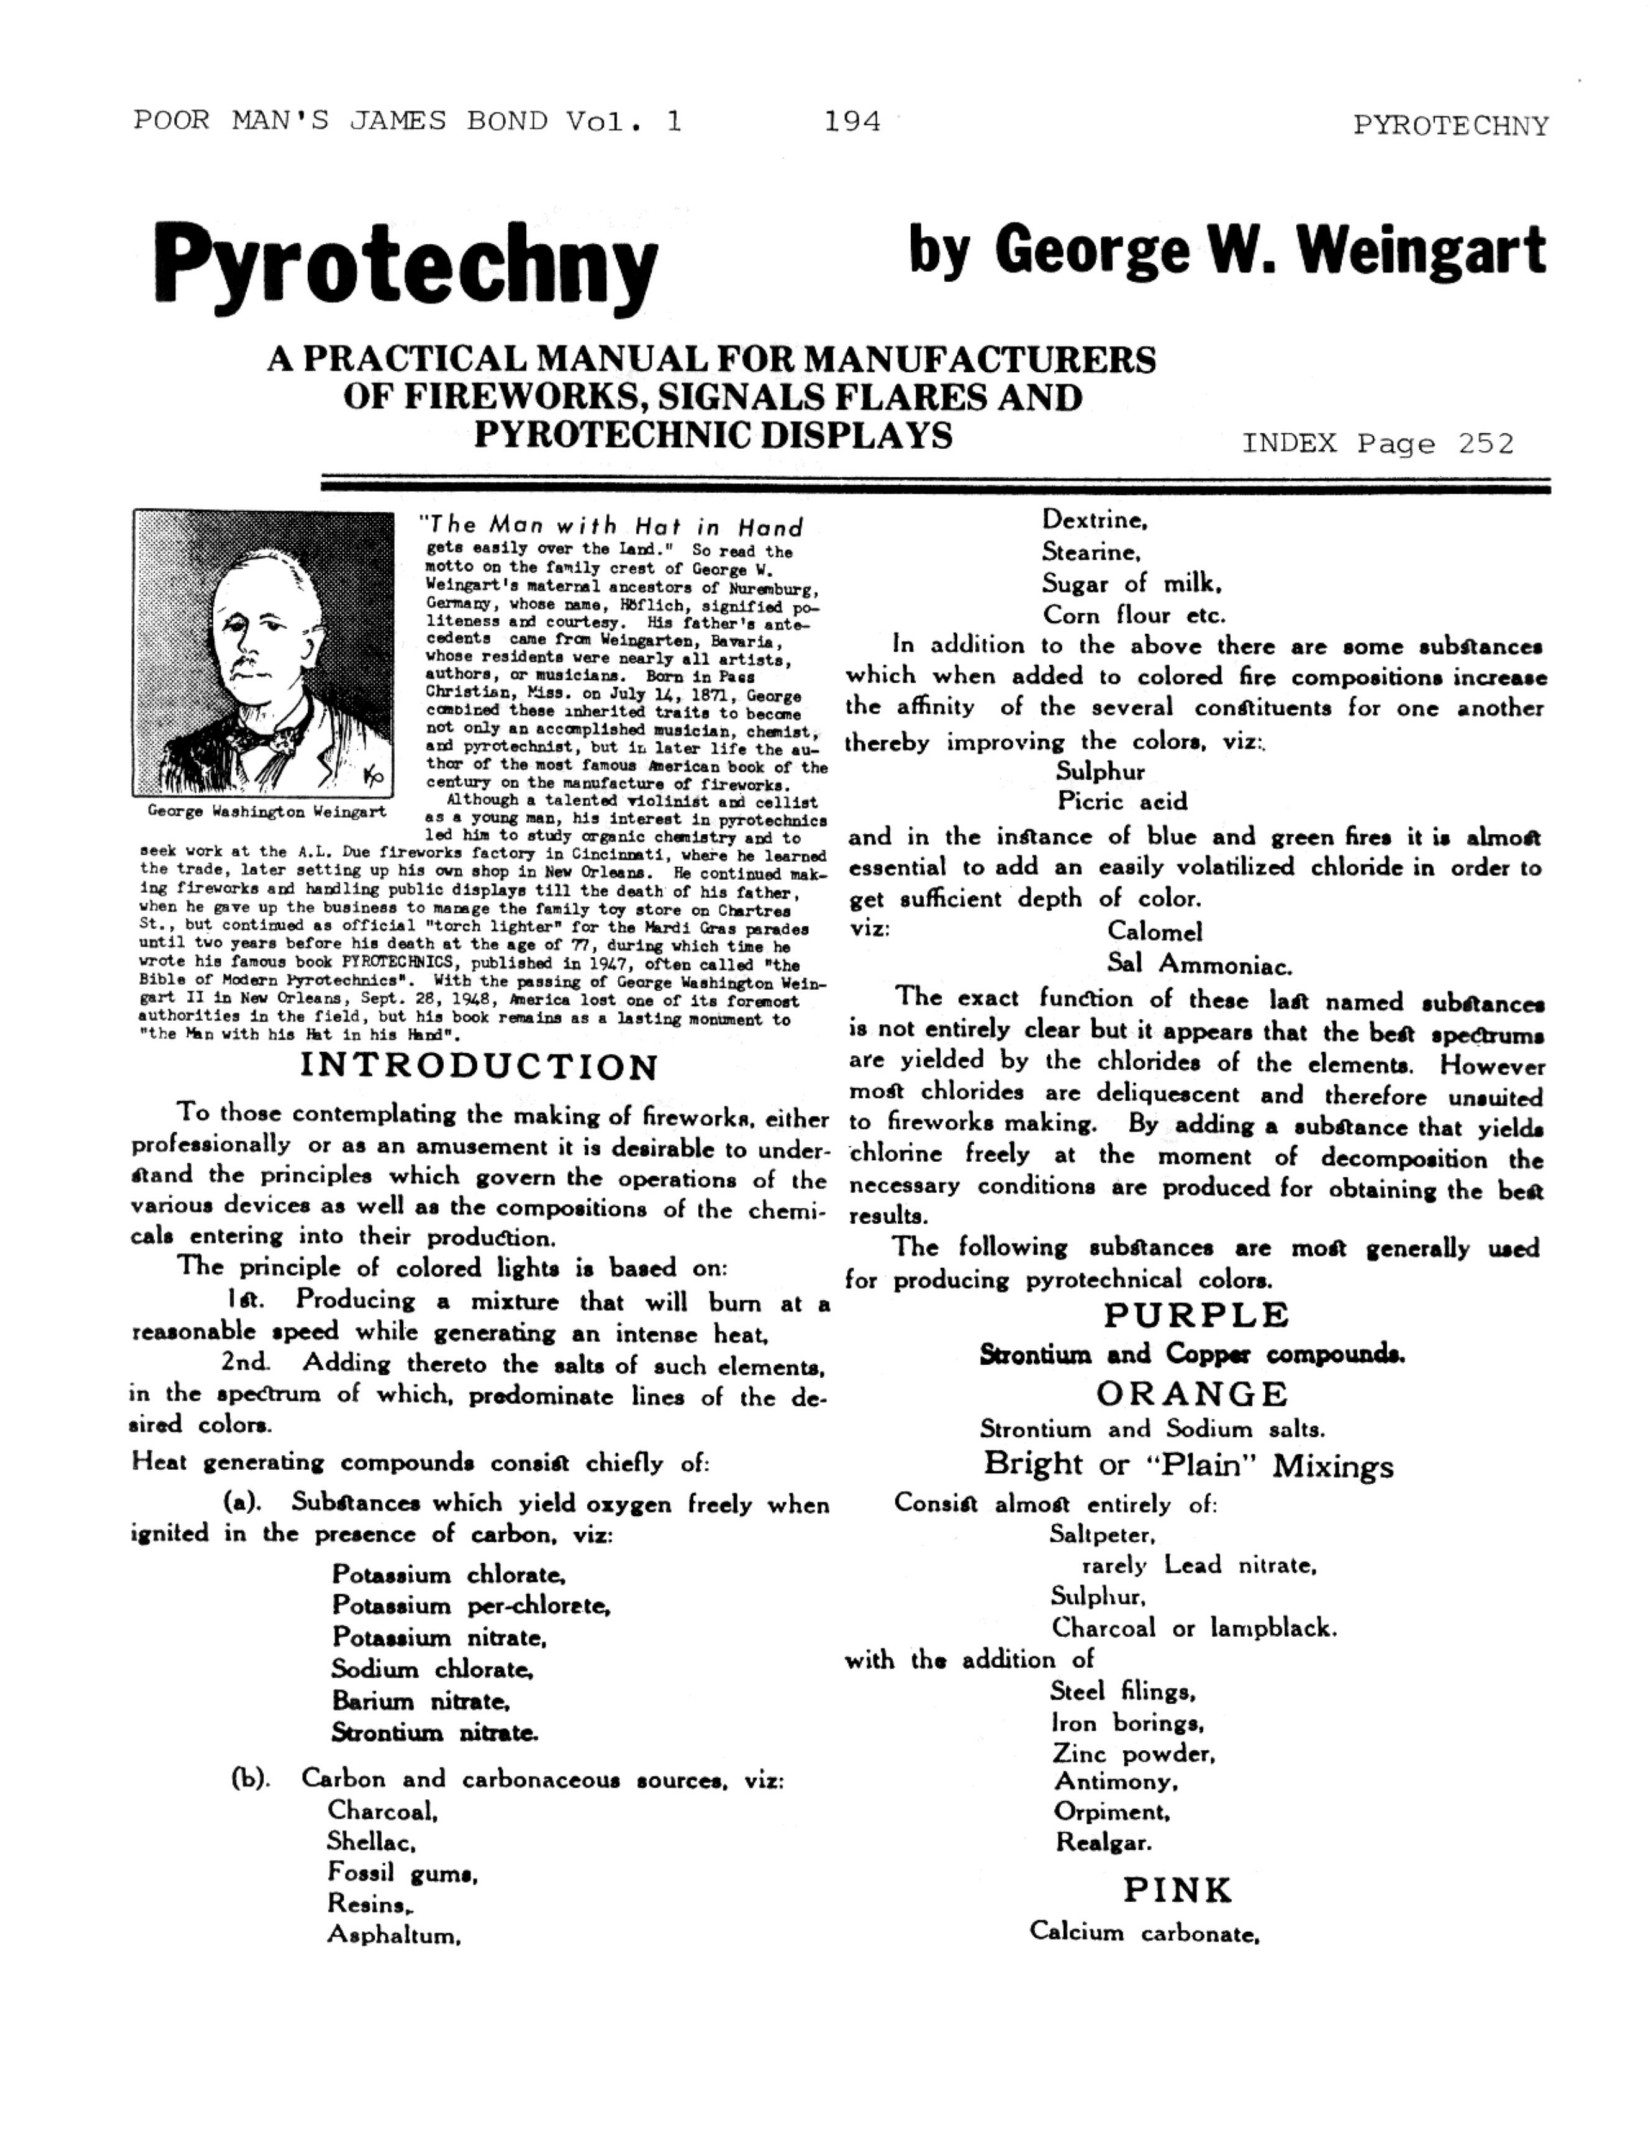 POOR MAN'S JAMES BOND Vol. 1 194 PYROTECHNY
Pyrotechny by George W. Weingart
A PRACTICAL MANUAL FOR MANUFACTURERS
OF FIREWORKS, SIGNALS FLARES AND
PYROTECHNIC DISPLAYS
INDEX Page 252
"The Man with Hat in Hand
gets easily over the Land." So read the
motto on the family crest of George W.
Weingart's maternal ancestors of Nuremburg,
Germany, whose name, Höflich, signified po-
liteness and courtesy. His father's ante-
cedents came from Weingarten, Bavaria,
whose residents were nearly all artists,
authors, or musicians. Born in Pass
Christian, Miss. on July 14, 1871, George
combined these inherited traits to become
not only an accomplished musician, chemist,
and pyrotechnist, but in later life the au-
thor of the most famous American book of the
century on the manufacture of fireworks.
Although a talented violinist and cellist
as a young man, his interest in pyrotechnics
led him to study organic chemistry and to
KP
George Washington Weingart
seek work at the A.L. Due fireworks factory in Cincinnati, where he learned
the trade, later setting up his own shop in New Orleans. He continued mak-
ing fireworks and handling public displays till the death of his father,
when he gave up the business to manage the family toy store on Chartres
St., but continued as official "torch lighter" for the Mardi Gras parades
until two years before his death at the age of 77, during which time he
wrote his famous book PYROTECHNICS, published in 1947, often called "the
Bible of Modern Pyrotechnics". With the passing of George Washington Wein-
gart II in New Orleans, Sept. 28, 1948, America lost one of its foremost
authorities in the field, but his book remains as a lasting monument to
"the Man with his Hat in his Hand".
INTRODUCTION
To those contemplating the making of fireworks, either
professionally or as an amusement it is desirable to under-
stand the principles which govern the operations of the
various devices as well as the compositions of the chemi-
cals entering into their production.
The principle of colored lights is based on:
1st. Producing a mixture that will burn at a
reasonable speed while generating an intense heat,
2nd. Adding thereto the salts of such elements,
in the spectrum of which, predominate lines of the de-
sired colors.
Heat generating compounds consist chiefly of:
(a). Substances which yield oxygen freely when
ignited in the presence of carbon, viz:
Potassium chlorate,
Potassium per-chlorete,
Potassium nitrate,
Sodium chlorate,
Barium nitrate,
Strontium nitrate.
(b). Carbon and carbonaceous sources, viz:
Charcoal,
Shellac,
Fossil gums,
Resins,
Asphaltum,
Dextrine,
Stearine,
Sugar of milk,
Corn flour etc.
In addition to the above there are some substances
which when added to colored fire compositions increase
the affinity of the several constituents for one another
thereby improving the colors, viz:
Sulphur
Picric acid
and in the instance of blue and green fires it is almost
essential to add an easily volatilized chloride in order to
get sufficient depth of color.
viz: Calomel
Sal Ammoniac.
The exact function of these last named substances
is not entirely clear but it appears that the best spectrums
are yielded by the chlorides of the elements. However
most chlorides are deliquescent and therefore unsuited
to fireworks making. By adding a substance that yields
chlorine freely at the moment of decomposition the
necessary conditions are produced for obtaining the best
results.
The following substances are most generally used
for producing pyrotechnical colors.
PURPLE
Strontium and Copper compounds.
ORANGE
Strontium and Sodium salts.
Bright or "Plain" Mixings
Consist almost entirely of:
Saltpeter,
rarely Lead nitrate,
Sulphur,
Charcoal or lampblack.
with the addition of
Steel filings,
Iron borings,
Zinc powder,
Antimony,
Orpiment,
Realgar.
PINK
Calcium carbonate,